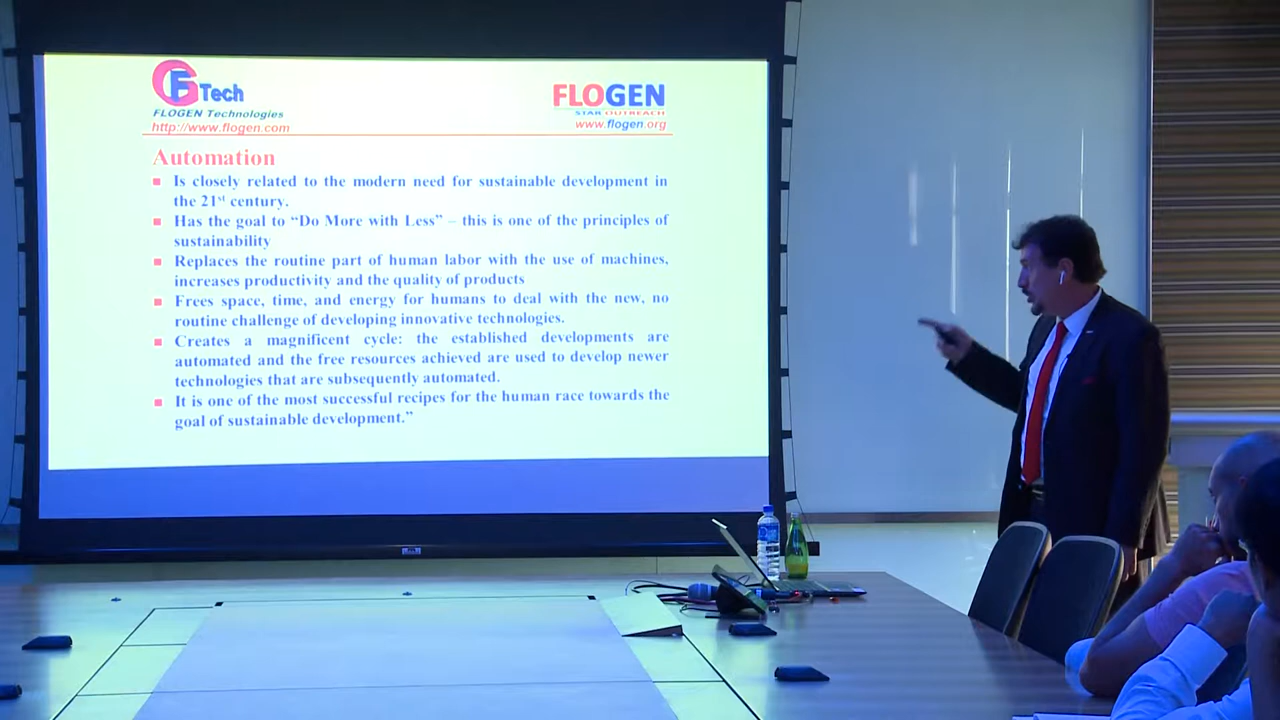 GF Tech
FLOGEN Technologies
http://www.flogen.com
FLOGEN
STAR OUTREACH
www.flogen.org
Automation
Is closely related to the modern need for sustainable development in
the 21st century.
Has the goal to “Do More with Less” – this is one of the principles of
sustainability
Replaces the routine part of human labor with the use of machines,
increases productivity and the quality of products
Frees space, time, and energy for humans to deal with the new, no
routine challenge of developing innovative technologies.
Creates a magnificent cycle: the established developments are
automated and the free resources achieved are used to develop newer
technologies that are subsequently automated.
It is one of the most successful recipes for the human race towards the
goal of sustainable development.”